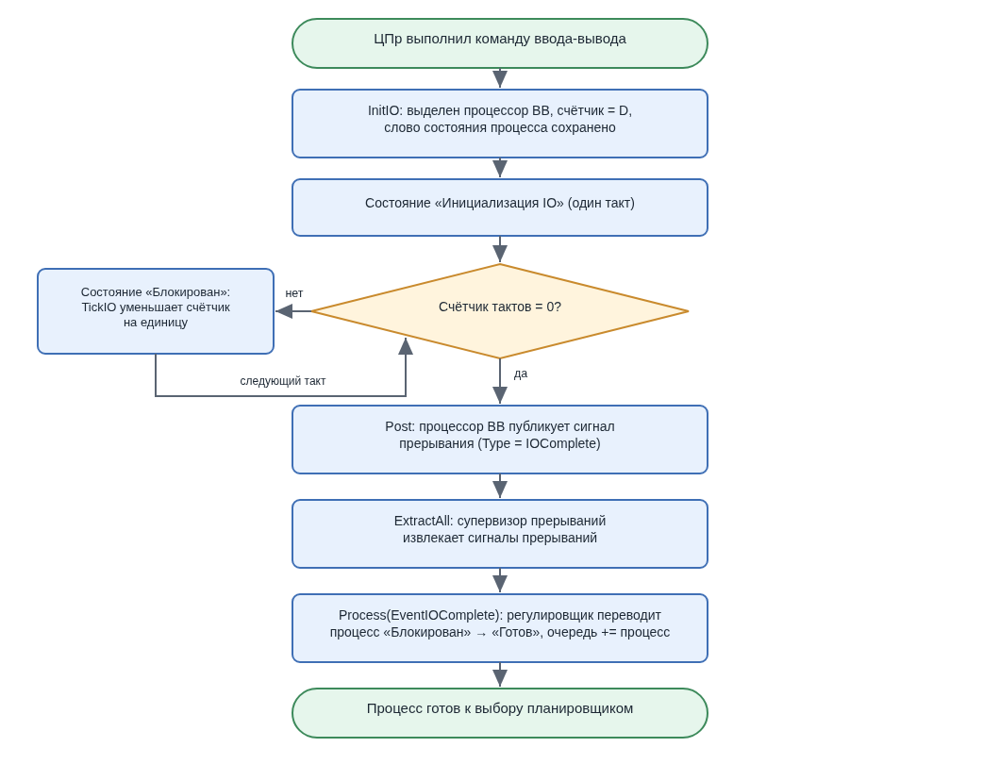 ЦПр выполнил команду ввода-вывода
InitIO: выделен процессор ВВ, счётчик = D,
слово состояния процесса сохранено
Состояние «Инициализация IO» (один такт)
Счётчик тактов = 0?
нет
Состояние «Блокирован»:
TickIO уменьшает счётчик
на единицу
следующий такт
да
Post: процессор ВВ публикует сигнал
прерывания (Type = IOComplete)
ExtractAll: супервизор прерываний
извлекает сигналы прерываний
Process(EventIOComplete): регулировщик переводит
процесс «Блокирован» → «Готов», очередь += процесс
Процесс готов к выбору планировщиком